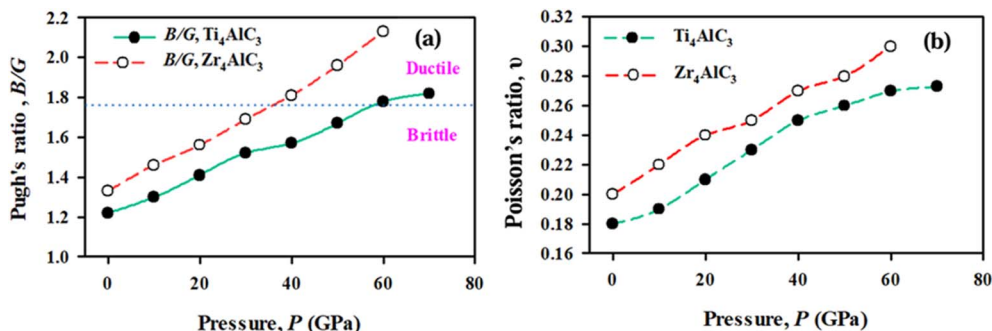 2.2
2.0
1.8
1.6
1.4
1.2
1.0
Pugh's ratio, B/G
B/G, Ti₄AlC₃
B/G, Zr₄AlC₃
(a)
Ductile
Brittle
0 20 40 60 80
Pressure, P (GPa)
0.32
0.30
0.28
0.26
0.24
0.22
0.20
0.18
0.16
Poisson's ratio, υ
Ti₄AlC₃
Zr₄AlC₃
(b)
0 20 40 60 80
Pressure, P (GPa)